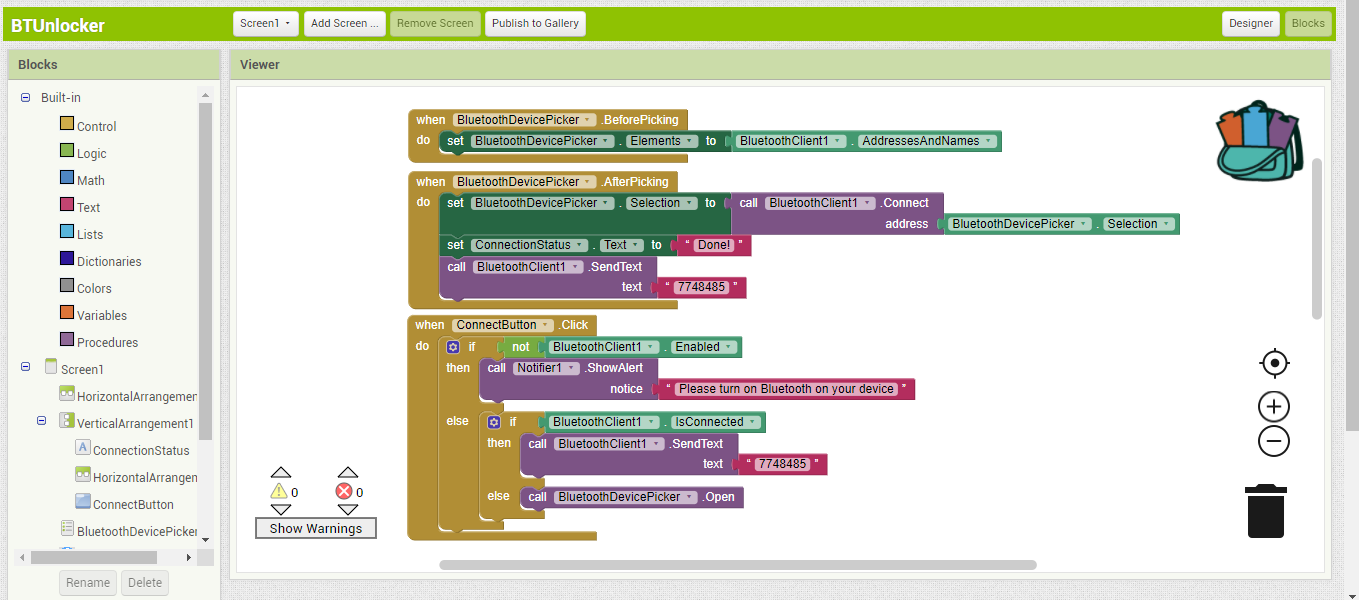 BTUnlocker Screen1 Add Screen ... Remove Screen Publish to Gallery Designer Blocks
Blocks
Built-in
Control
Logic
Math
Text
Lists
Dictionaries
Colors
Variables
Procedures
Screen1
HorizontalArrangemen
VerticalArrangement1
A ConnectionStatus
HorizontalArrangen
ConnectButton
BluetoothDevicePicker
Rename Delete
Viewer
when BluetoothDevicePicker .BeforePicking
do set BluetoothDevicePicker . Elements to BluetoothClient1 . AddressesAndNames
when BluetoothDevicePicker .AfterPicking
do set BluetoothDevicePicker . Selection to call BluetoothClient1 .Connect
address BluetoothDevicePicker . Selection
set ConnectionStatus . Text to “ Done! ”
call BluetoothClient1 .SendText
text “ 7748485 ”
when ConnectButton .Click
do if not BluetoothClient1 . Enabled
then call Notifier1 .ShowAlert
notice “ Please turn on Bluetooth on your device ”
else if BluetoothClient1 . IsConnected
then call BluetoothClient1 .SendText
text “ 7748485 ”
else call BluetoothDevicePicker .Open
0 0
Show Warnings